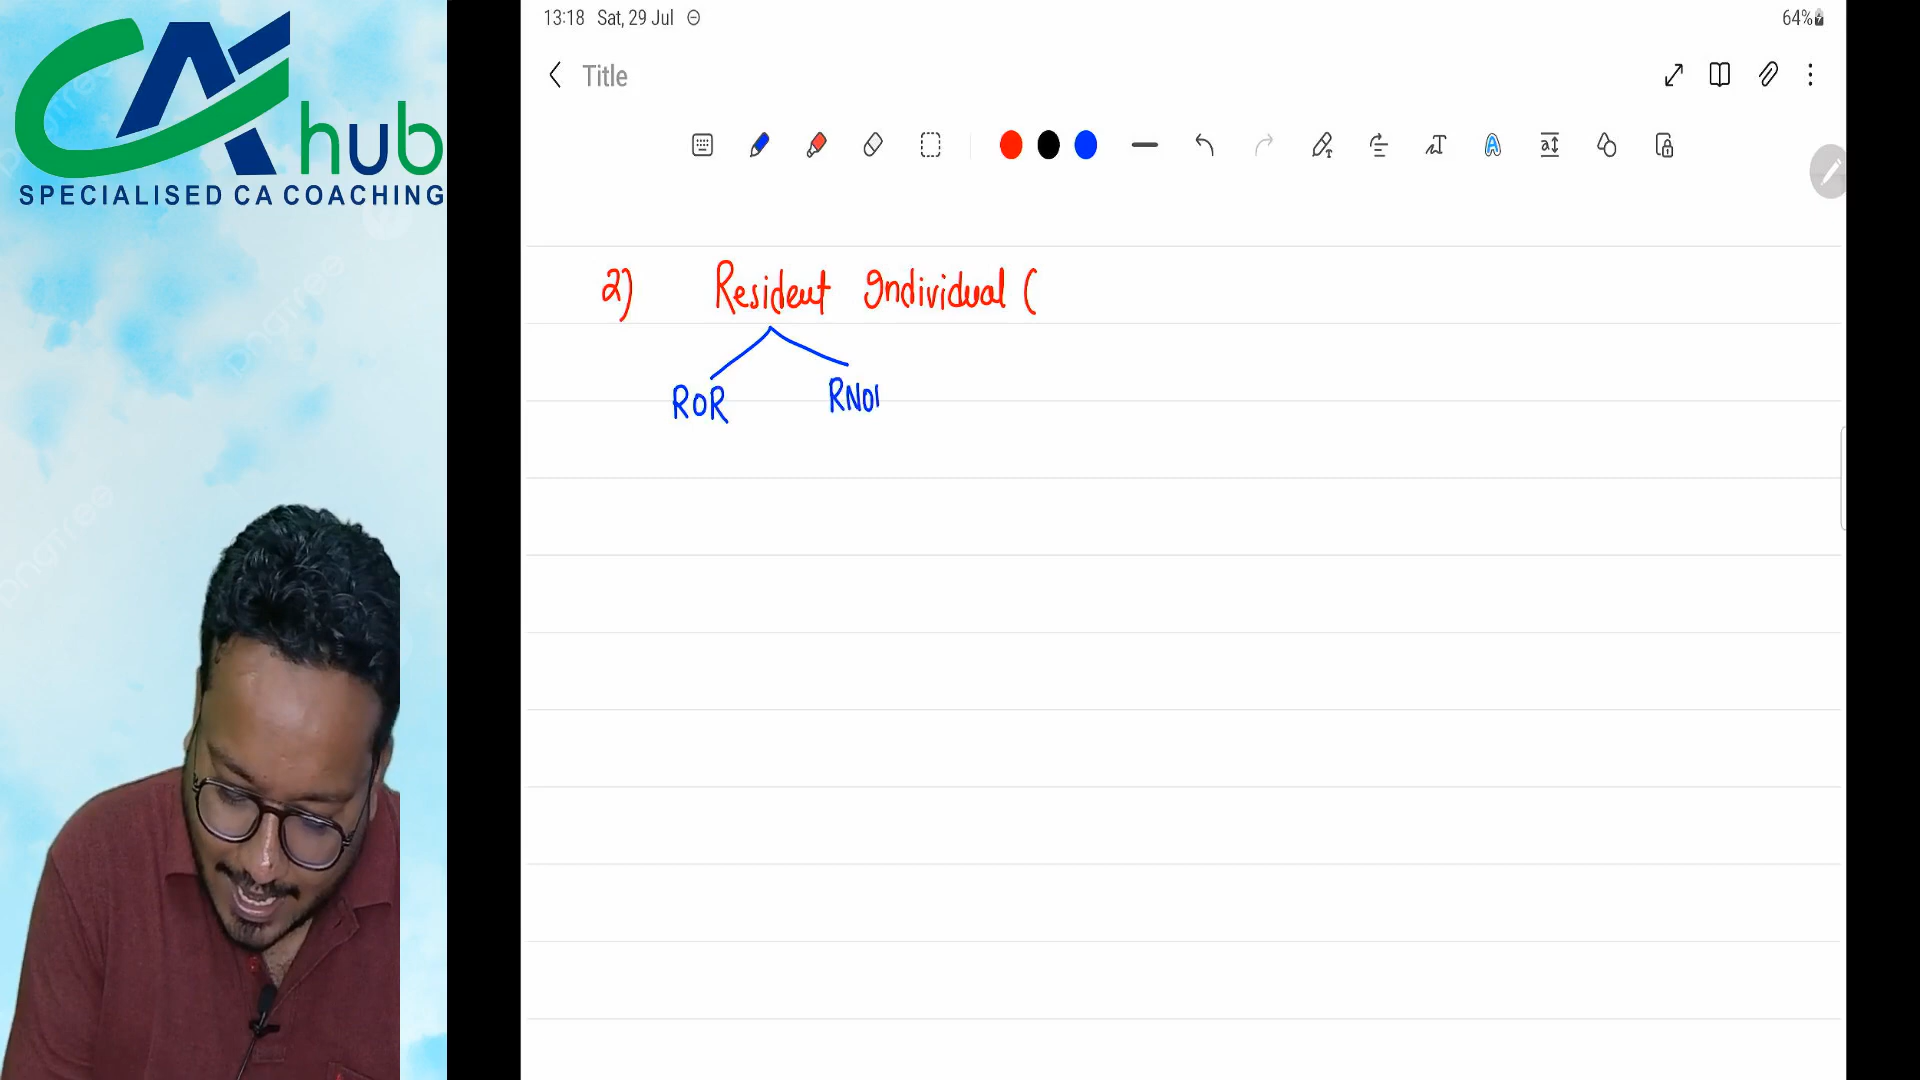 CA hub
SPECIALISED CA COACHING
13:18 Sat, 29 Jul
64%
Title
2) Resident Individual (
ROR RNOI